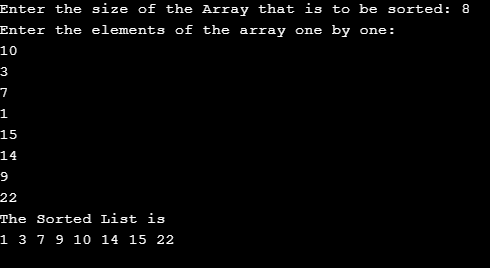 Enter the size of the Array that is to be sorted: 8
Enter the elements of the array one by one:
10
3
7
1
15
14
9
22
The Sorted List is
1 3 7 9 10 14 15 22